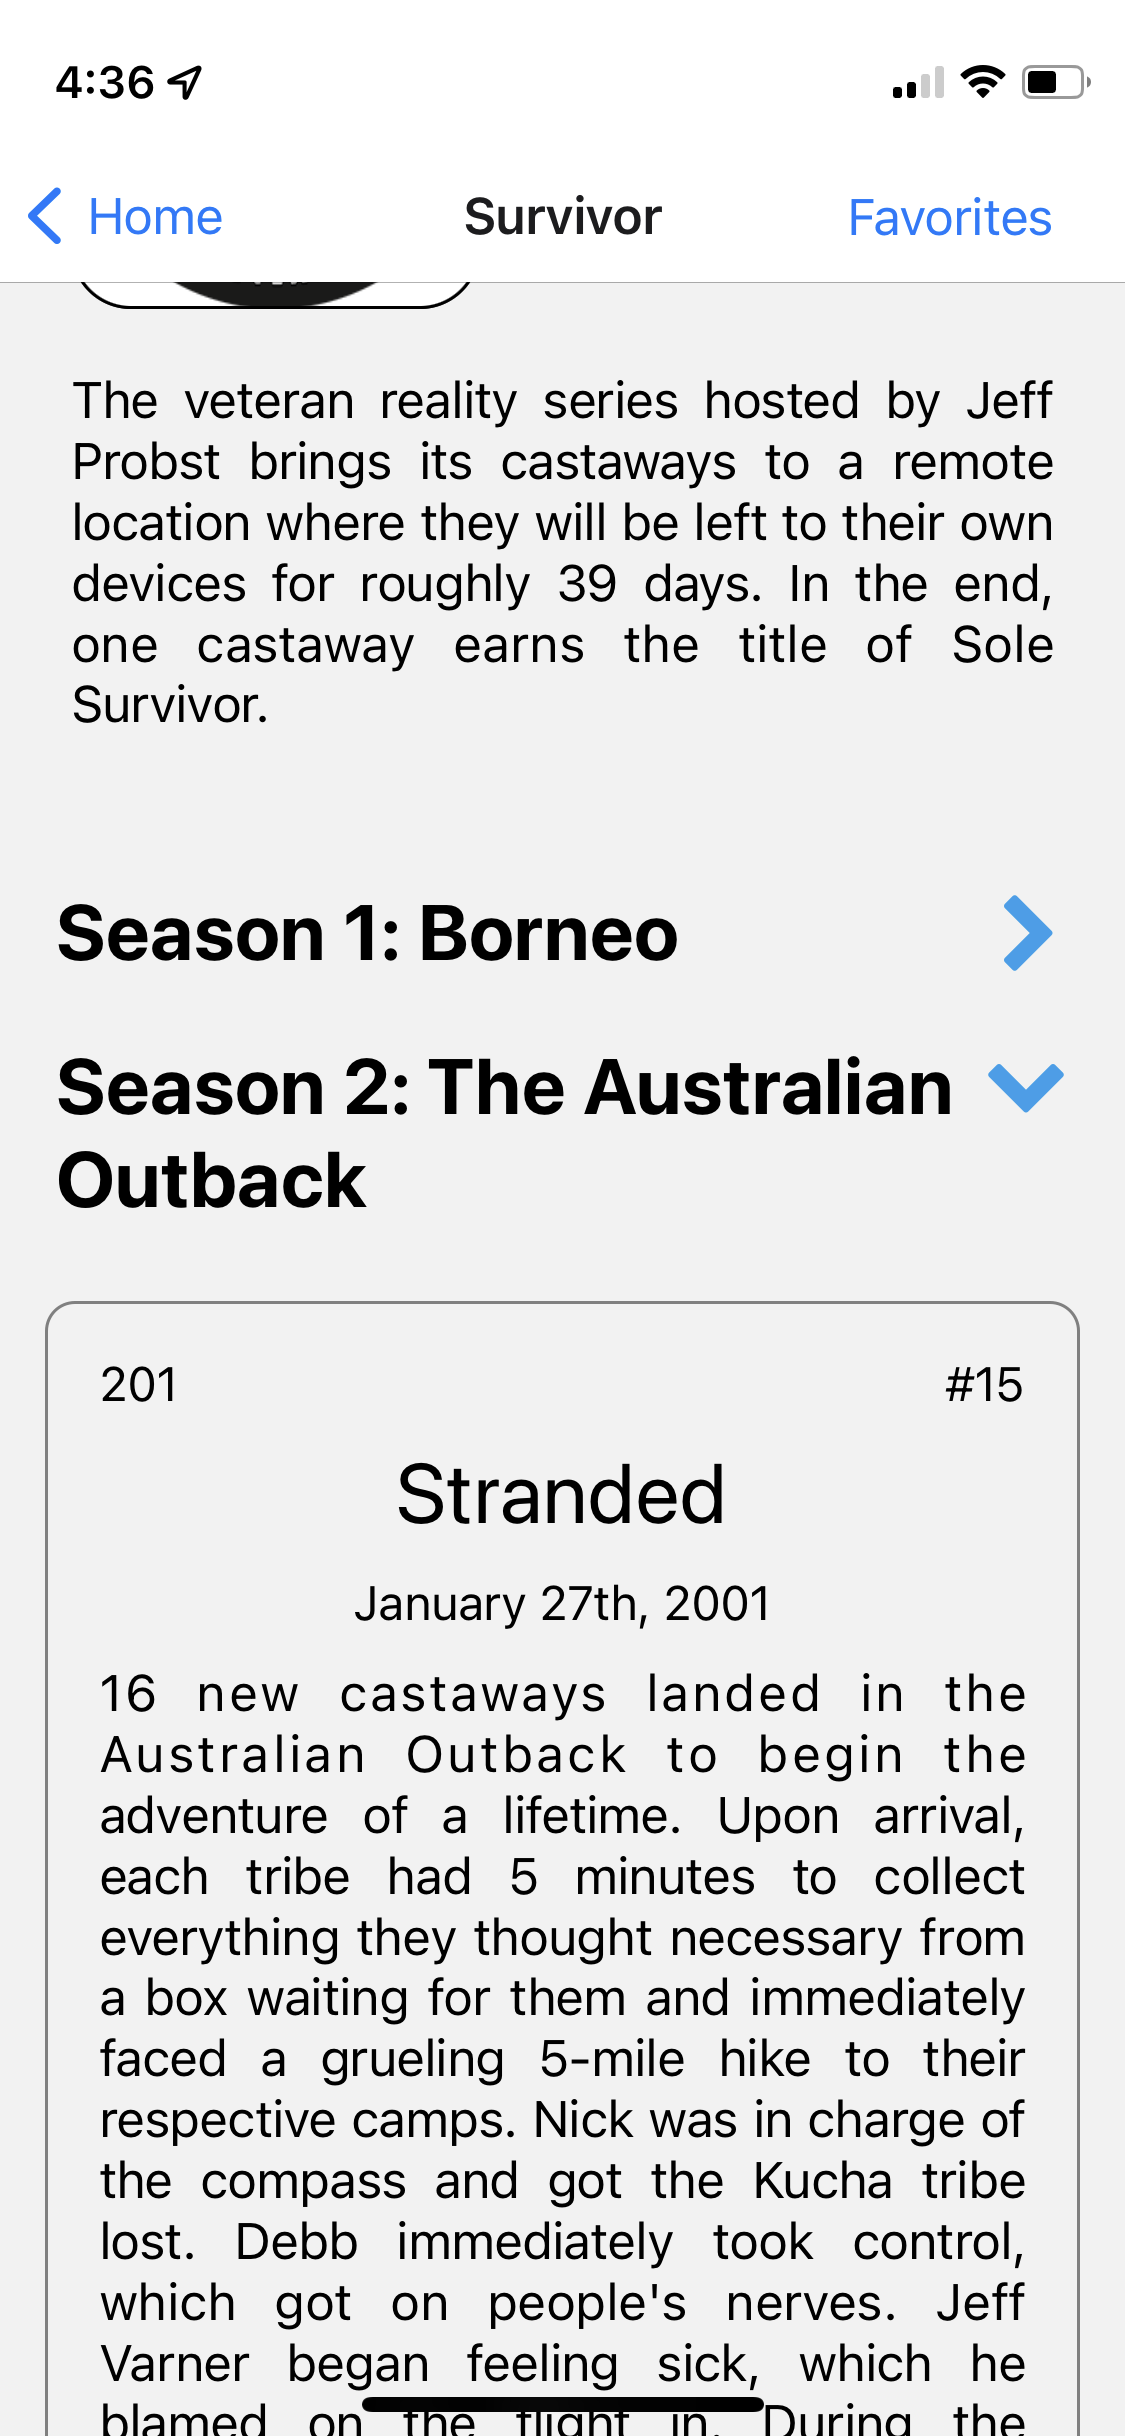 4:36
Home
Survivor
Favorites
The veteran reality series hosted by Jeff
Probst brings its castaways to a remote
location where they will be left to their own
devices for roughly 39 days. In the end,
one castaway earns the title of Sole
Survivor.
Season 1: Borneo
Season 2: The Australian
Outback
201
#15
Stranded
January 27th, 2001
16 new castaways landed in the
Australian Outback to begin the
adventure of a lifetime. Upon arrival,
each tribe had 5 minutes to collect
everything they thought necessary from
a box waiting for them and immediately
faced a grueling 5-mile hike to their
respective camps. Nick was in charge of
the compass and got the Kucha tribe
lost. Debb immediately took control,
which got on people's nerves. Jeff
Varner began feeling sick, which he
blamed on the flight in. During the